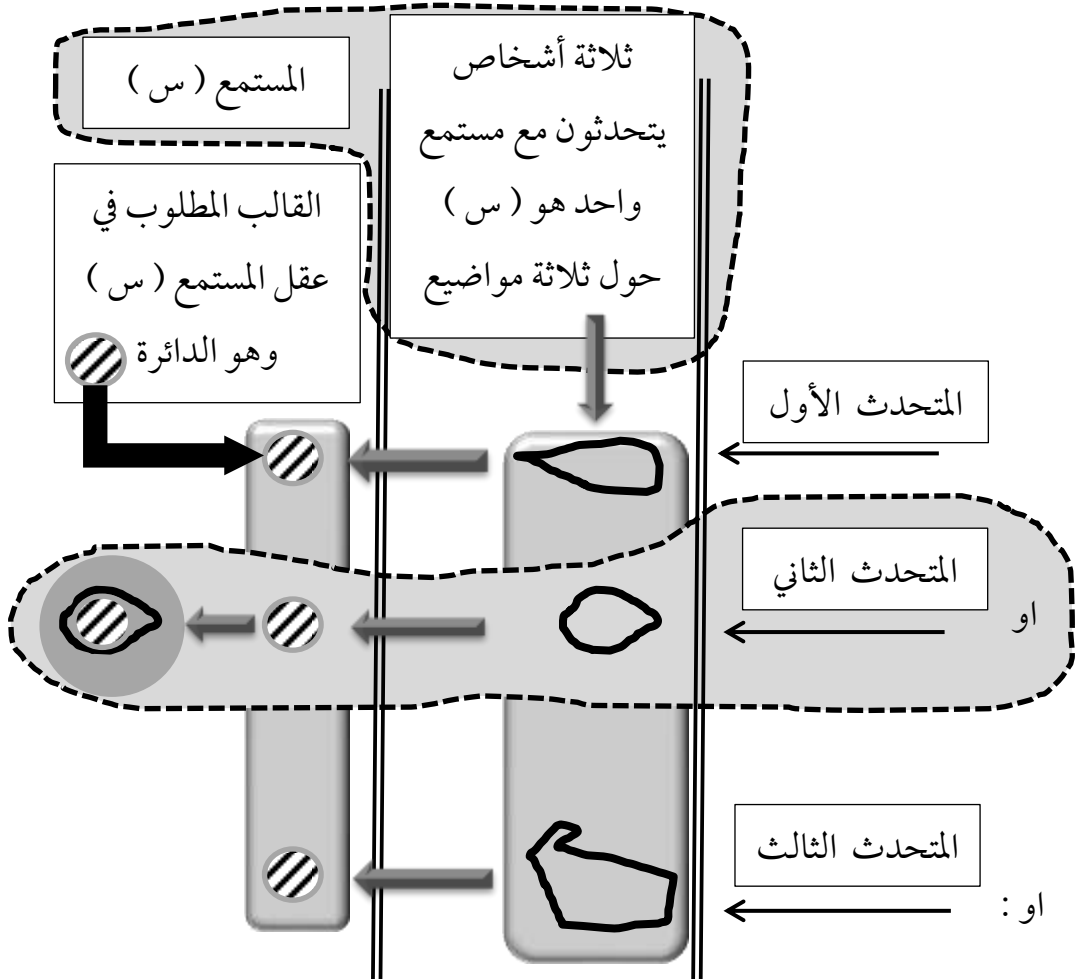 ثلاثة أشخاص
يتحدثون مع مستمع
واحد هو ( س )
حول ثلاثة مواضيع
المستمع ( س )
القالب المطلوب في
عقل المستمع ( س )
وهو الدائرة
المتحدث الأول
المتحدث الثاني
او
المتحدث الثالث
او :